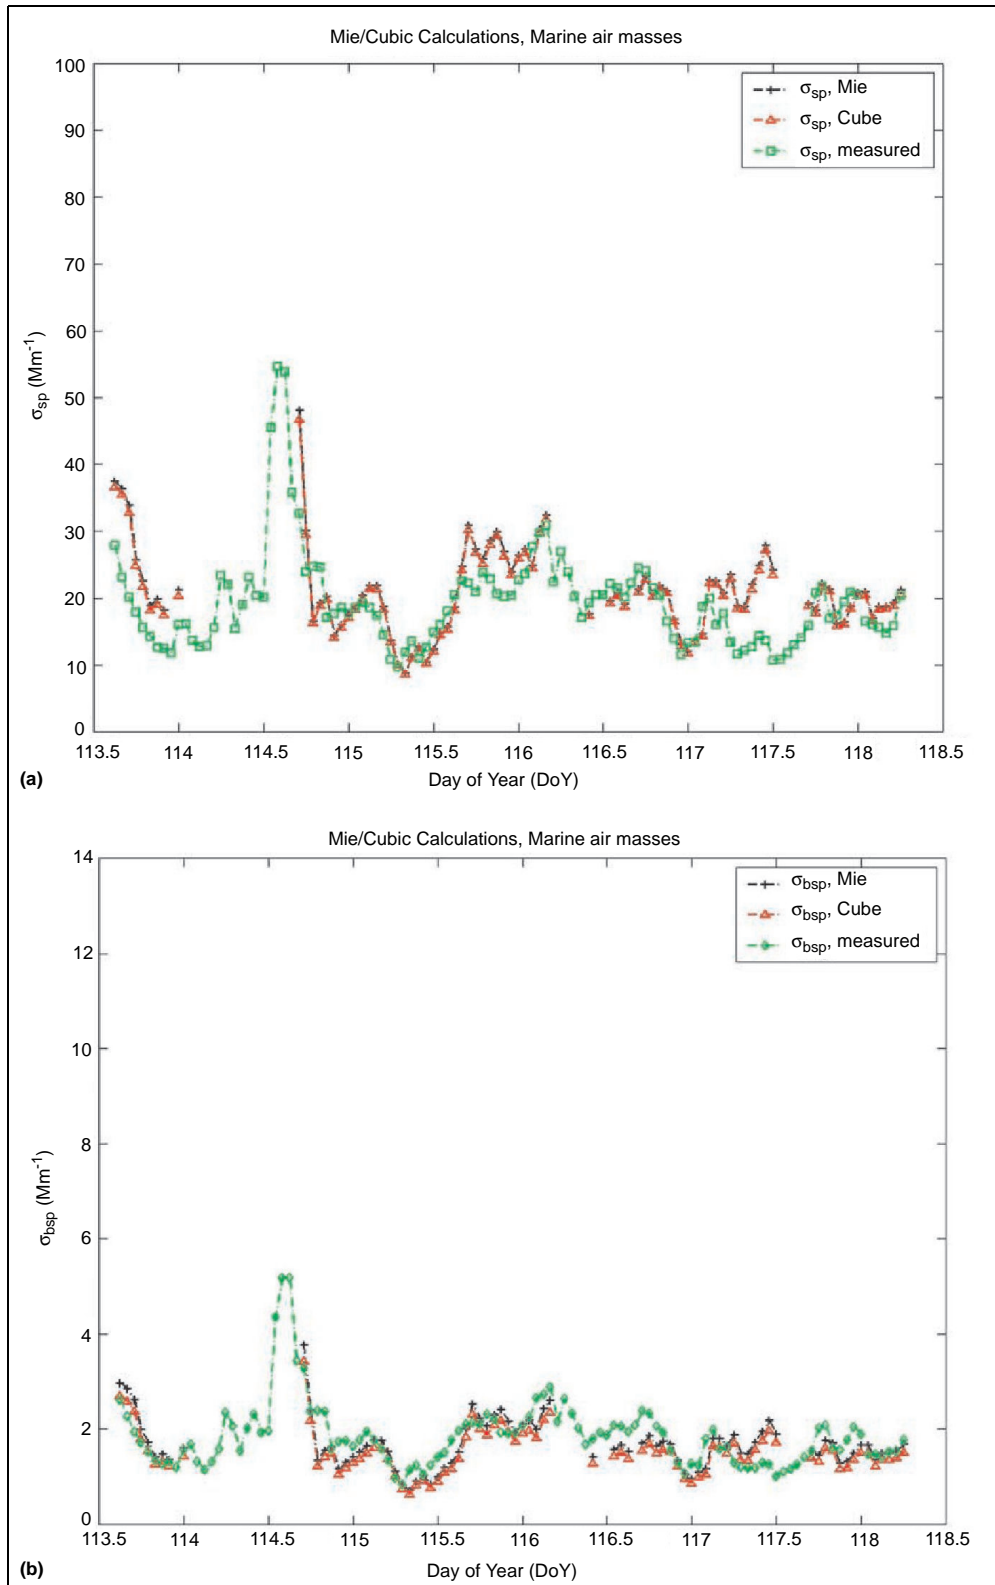 Mie/Cubic Calculations, Marine air masses
100
90
80
70
60
50
40
30
20
10
0
σsp (Mm-1)
σsp, Mie
σsp, Cube
σsp, measured
113.5 114 114.5 115 115.5 116 116.5 117 117.5 118 118.5
(a)
Day of Year (DoY)
Mie/Cubic Calculations, Marine air masses
14
12
10
8
6
4
2
0
σbsp (Mm-1)
σbsp, Mie
σbsp, Cube
σbsp, measured
113.5 114 114.5 115 115.5 116 116.5 117 117.5 118 118.5
(b)
Day of Year (DoY)